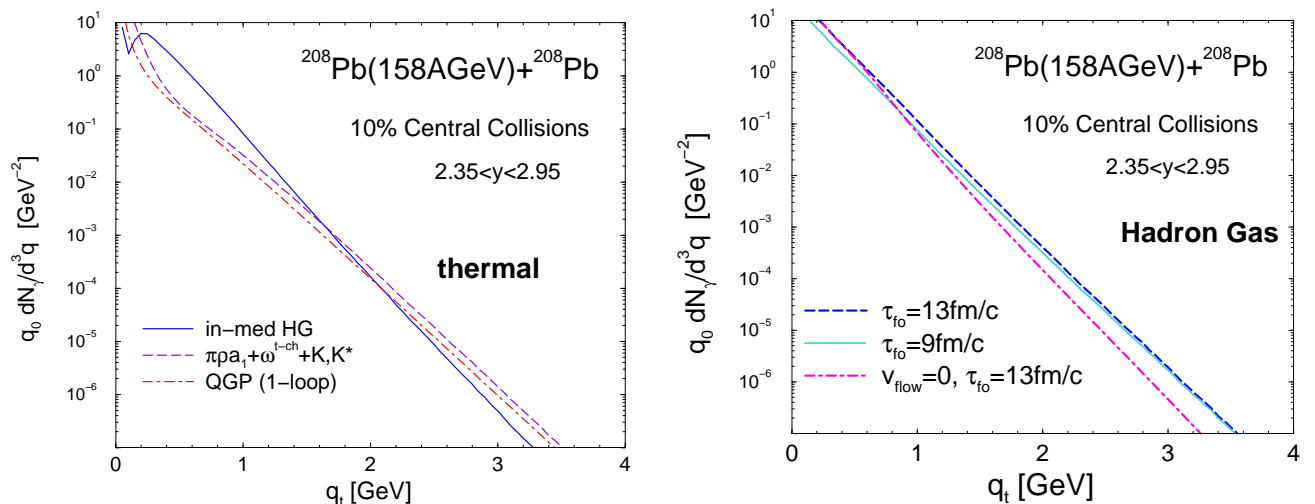 ²⁰⁸Pb(158AGeV)+²⁰⁸Pb
10% Central Collisions
2.35<y<2.95
thermal
in-med HG
πρa₁+ω^t-ch+K,K*
QGP (1-loop)
10¹
10⁰
10⁻¹
10⁻²
10⁻³
10⁻⁴
10⁻⁵
10⁻⁶
q₀ dNᵧ/d³q [GeV⁻²]
0 1 2 3 4
qₜ [GeV]
²⁰⁸Pb(158AGeV)+²⁰⁸Pb
10% Central Collisions
2.35<y<2.95
Hadron Gas
τ_fo=13fm/c
τ_fo=9fm/c
v_flow=0, τ_fo=13fm/c
10¹
10⁰
10⁻¹
10⁻²
10⁻³
10⁻⁴
10⁻⁵
10⁻⁶
q₀ dNᵧ/d³q [GeV⁻²]
0 1 2 3 4
qₜ [GeV]